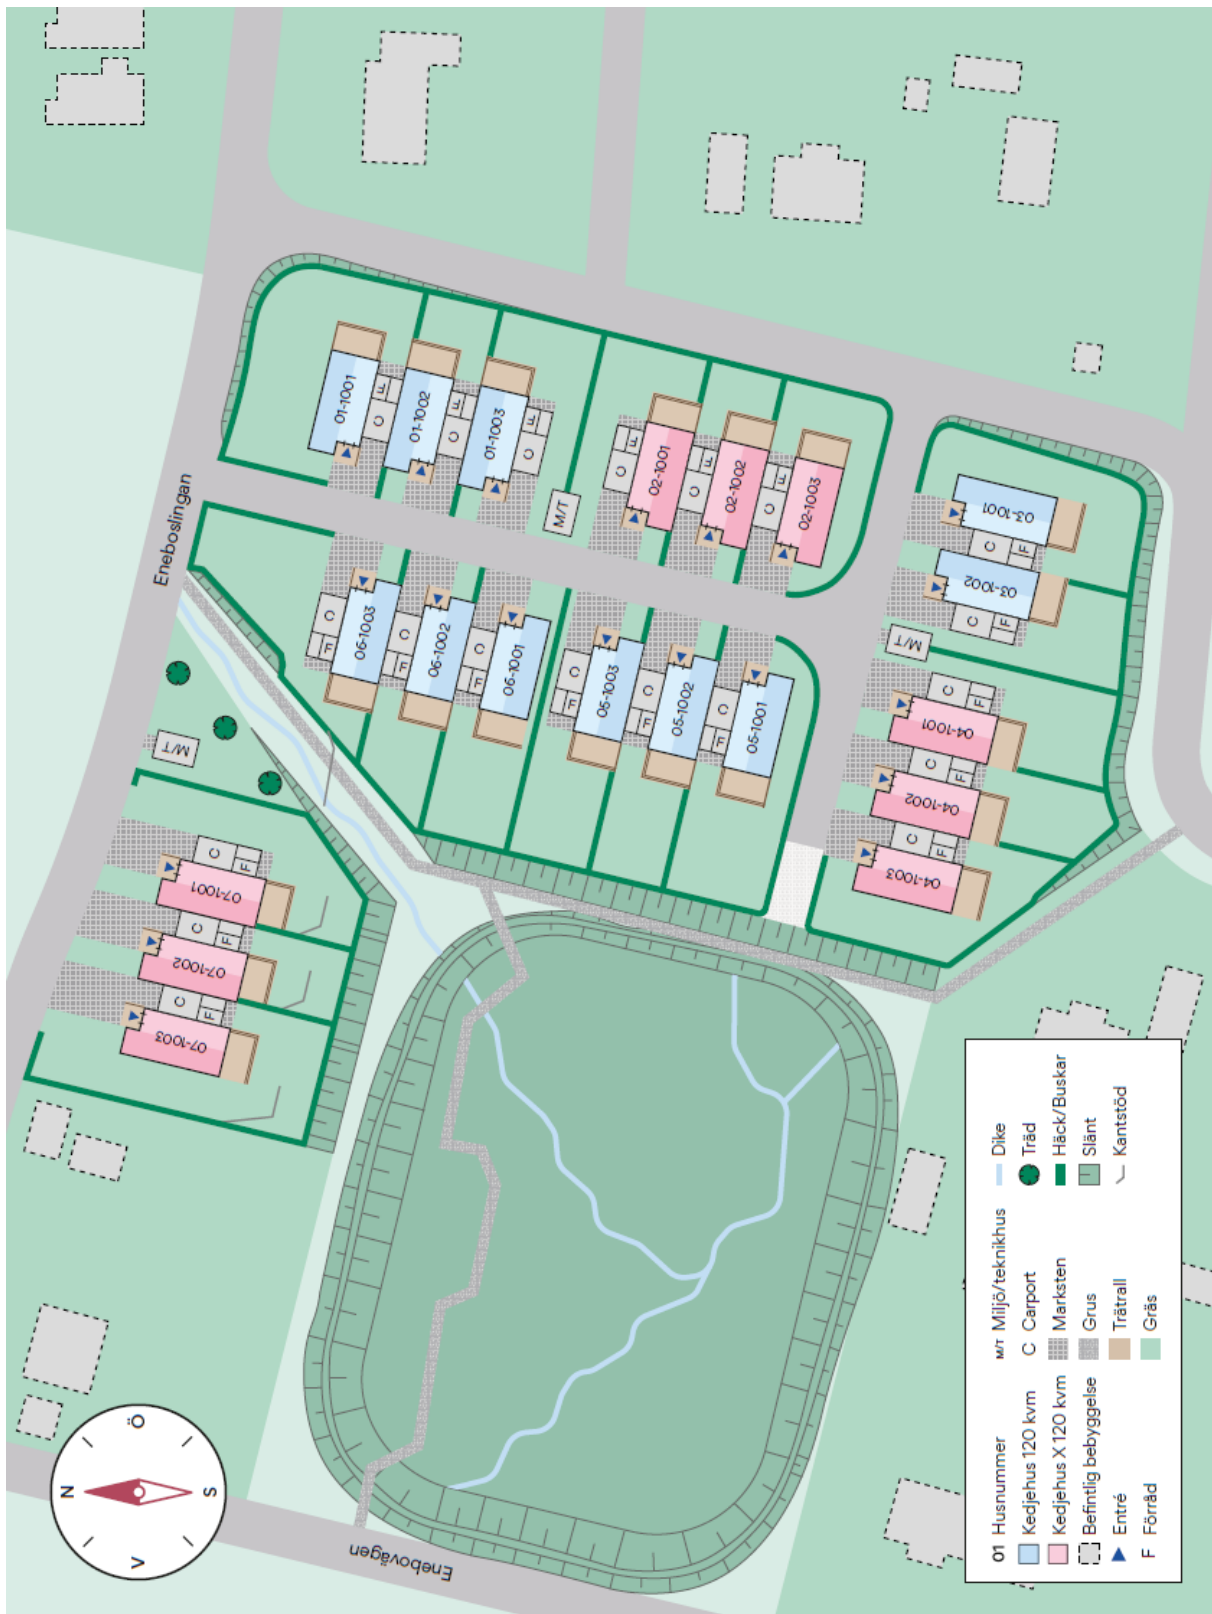 Eneboslingan
01-1001
C
F
01-1002
C
F
01-1003
C
F
M/T
02-1001
C
F
02-1002
C
F
02-1003
C
F
03-1001
C
F
03-1002
C
F
M/T
04-1001
C
F
04-1002
C
F
04-1003
C
F
05-1003
C
F
05-1002
C
F
05-1001
C
F
06-1003
C
F
06-1002
C
F
06-1001
C
F
M/T
07-1001
C
F
07-1002
C
F
07-1003
C
F
Enebovägen
N
Ö
S
V
01 Husnummer
Kedjehus 120 kvm
Kedjehus X 120 kvm
Befintlig bebyggelse
Entré
F Förråd
M/T Miljö/teknikhus
C Carport
Marksten
Grus
Trätrall
Gräs
Dike
Träd
Häck/Buskar
Slänt
Kantstöd